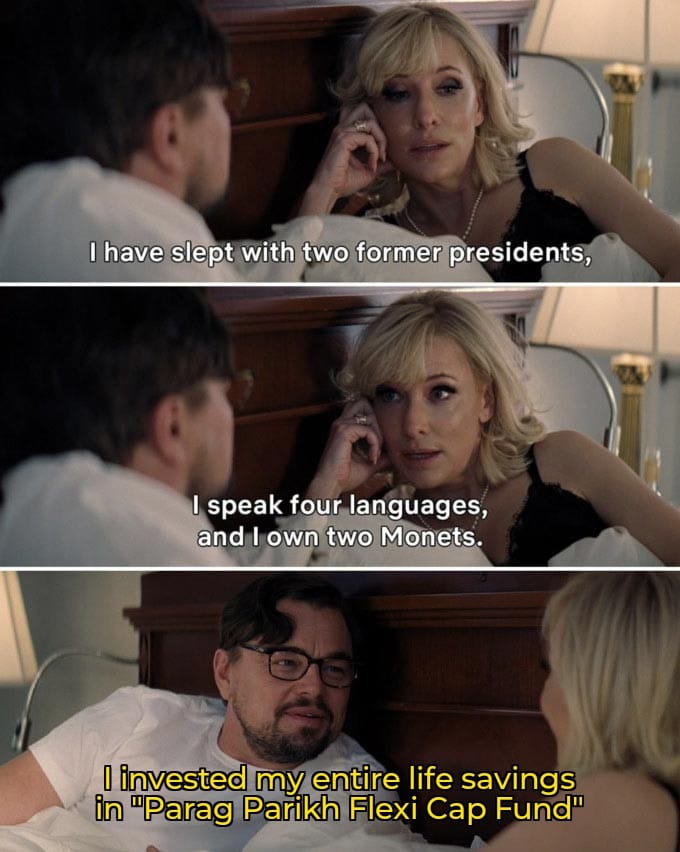 I have slept with two former presidents,
I speak four languages,
and I own two Monets.
I invested my entire life savings
in "Parag Parikh Flexi Cap Fund"